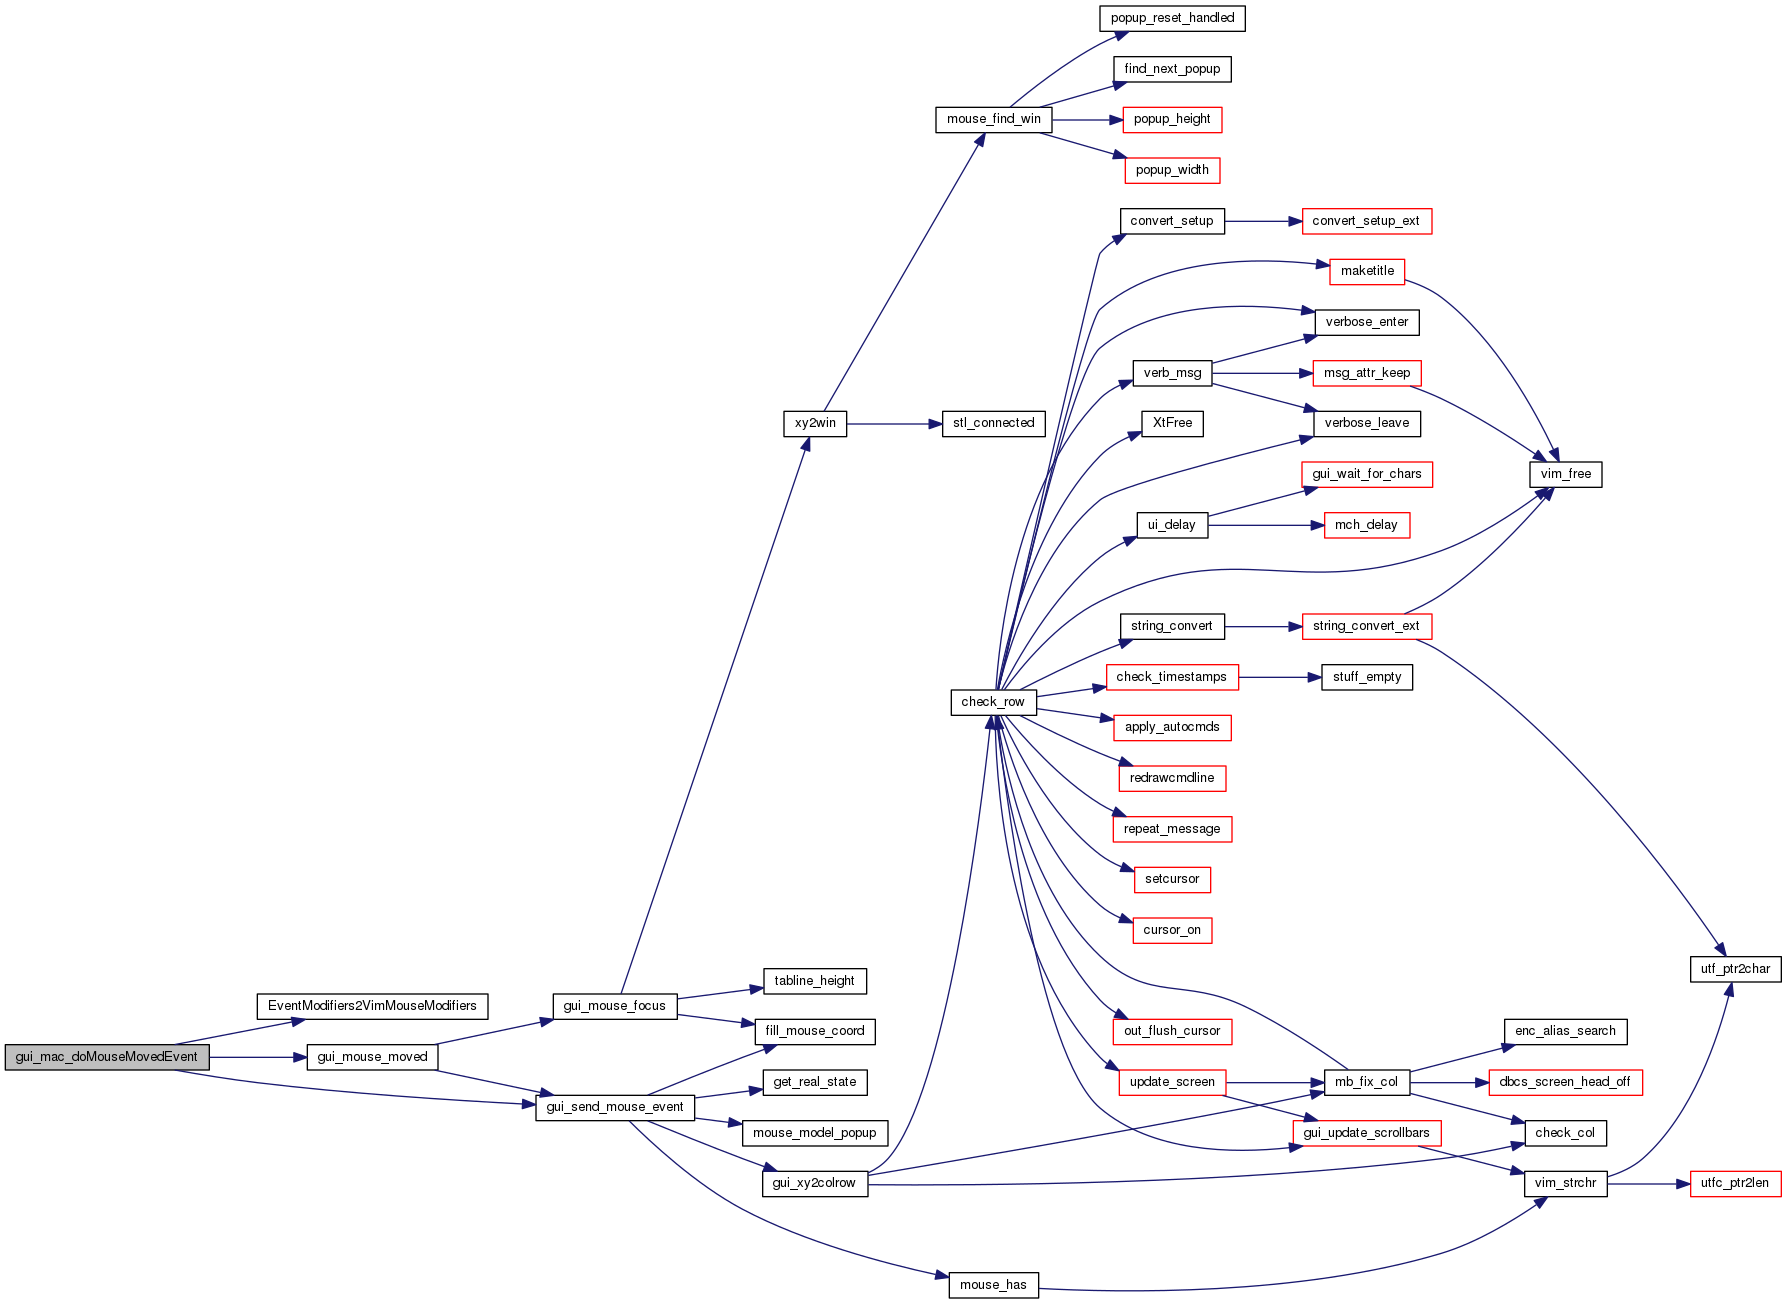 popup_reset_handled
find_next_popup
mouse_find_win
popup_height
popup_width
convert_setup
convert_setup_ext
maketitle
verbose_enter
verb_msg
msg_attr_keep
xy2win
stl_connected
XtFree
verbose_leave
gui_wait_for_chars
vim_free
ui_delay
mch_delay
string_convert
string_convert_ext
check_timestamps
stuff_empty
check_row
apply_autocmds
redrawcmdline
repeat_message
setcursor
cursor_on
utf_ptr2char
tabline_height
EventModifiers2VimMouseModifiers
gui_mouse_focus
fill_mouse_coord
out_flush_cursor
enc_alias_search
gui_mac_doMouseMovedEvent
gui_mouse_moved
get_real_state
update_screen
mb_fix_col
dbcs_screen_head_off
gui_send_mouse_event
mouse_model_popup
gui_update_scrollbars
check_col
gui_xy2colrow
vim_strchr
utfc_ptr2len
mouse_has